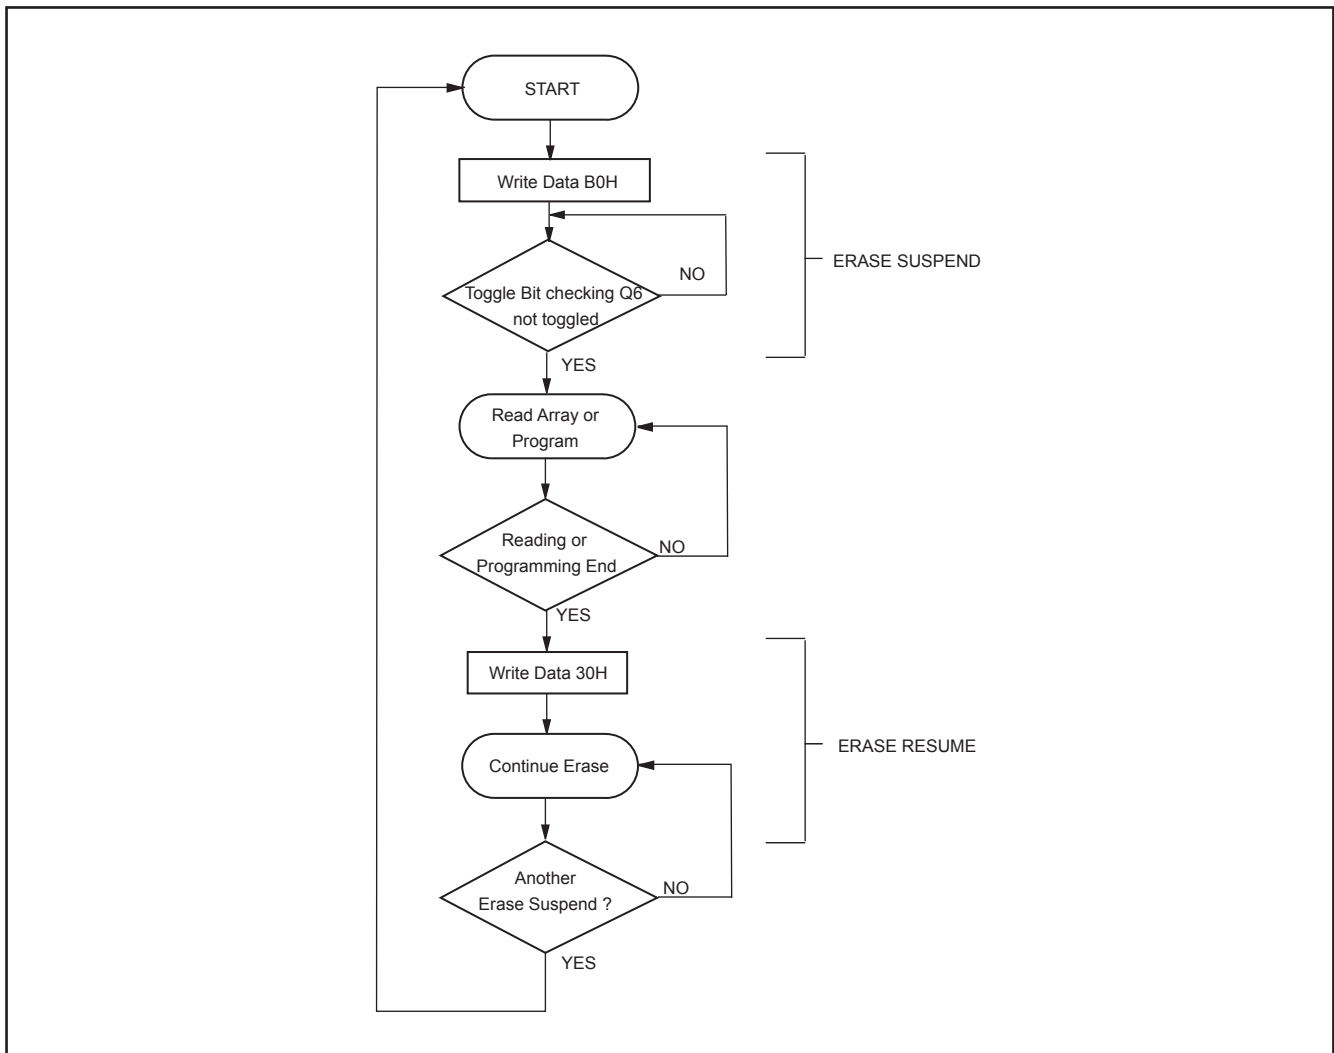 START
Write Data B0H
ERASE SUSPEND
NO
Toggle Bit checking Q6
not toggled
YES
Read Array or
Program
Reading or
Programming End
NO
YES
Write Data 30H
ERASE RESUME
Continue Erase
Another
Erase Suspend ?
NO
YES